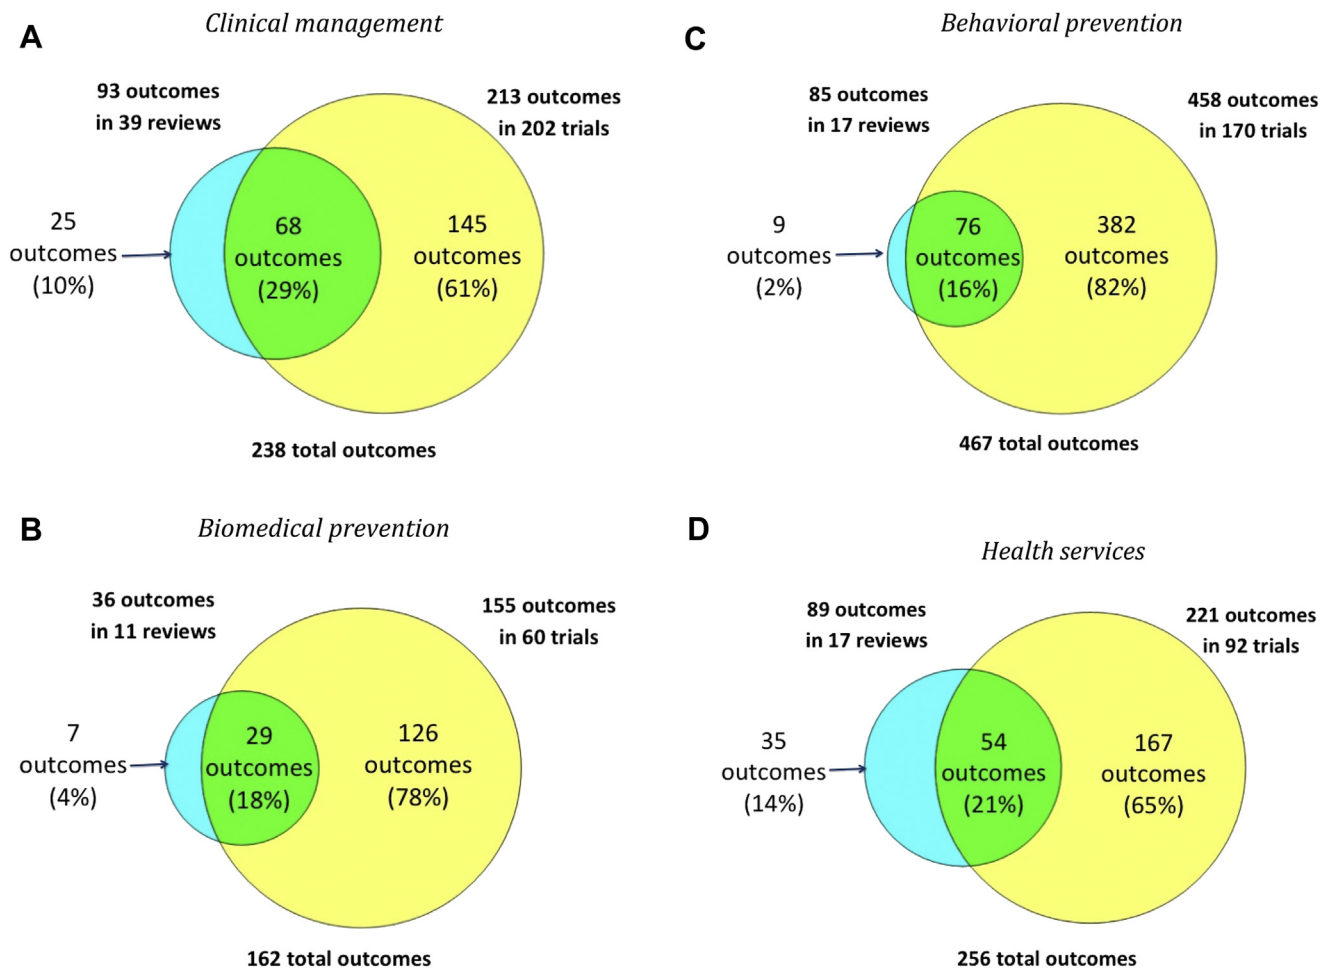 A
Clinical management
93 outcomes
in 39 reviews
213 outcomes
in 202 trials
25
outcomes
(10%)
68
outcomes
(29%)
145
outcomes
(61%)
238 total outcomes
B
Biomedical prevention
36 outcomes
in 11 reviews
155 outcomes
in 60 trials
7
outcomes
(4%)
29
outcomes
(18%)
126
outcomes
(78%)
162 total outcomes
C
Behavioral prevention
85 outcomes
in 17 reviews
458 outcomes
in 170 trials
9
outcomes
(2%)
76
outcomes
(16%)
382
outcomes
(82%)
467 total outcomes
D
Health services
89 outcomes
in 17 reviews
221 outcomes
in 92 trials
35
outcomes
(14%)
54
outcomes
(21%)
167
outcomes
(65%)
256 total outcomes